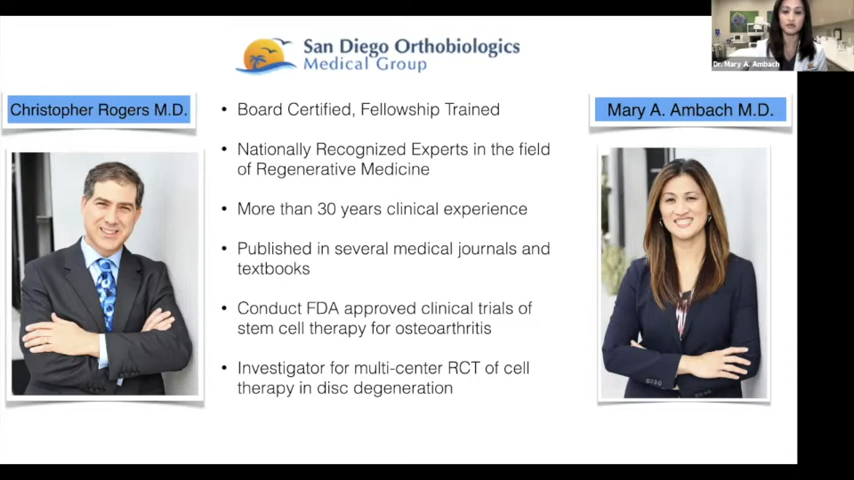 San Diego Orthobiologics
Medical Group
Dr. Mary A. Ambach
Christopher Rogers M.D.
• Board Certified, Fellowship Trained
• Nationally Recognized Experts in the field
of Regenerative Medicine
• More than 30 years clinical experience
• Published in several medical journals and
textbooks
• Conduct FDA approved clinical trials of
stem cell therapy for osteoarthritis
• Investigator for multi-center RCT of cell
therapy in disc degeneration
Mary A. Ambach M.D.